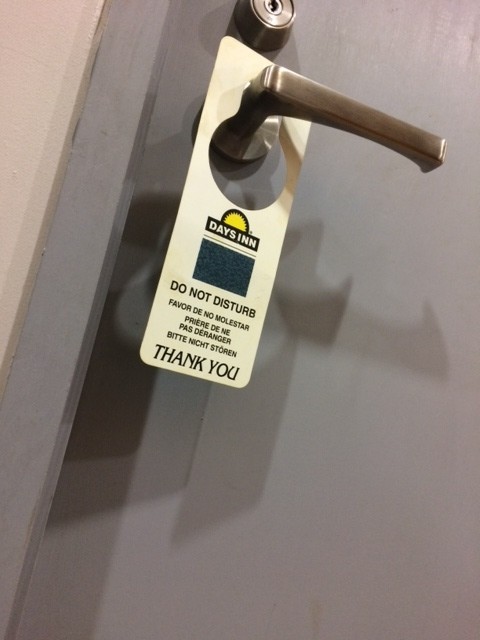 DAYS INN
DO NOT DISTURB
FAVOR DE NO MOLESTAR
PRIÈRE DE NE
PAS DÉRANGER
BITTE NICHT STÖREN
THANK YOU